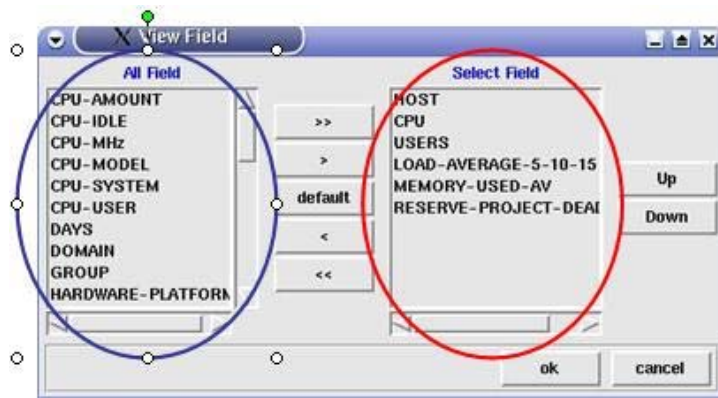 X View Field
All Field
CPU-AMOUNT
CPU-IDLE
CPU-MHz
CPU-MODEL
CPU-SYSTEM
CPU-USER
DAYS
DOMAIN
GROUP
HARDWARE-PLATFORM
>>
>
default
<
<<
Select Field
HOST
CPU
USERS
LOAD-AVERAGE-5-10-15
MEMORY-USED-AV
RESERVE-PROJECT-DEAD
Up
Down
ok
cancel